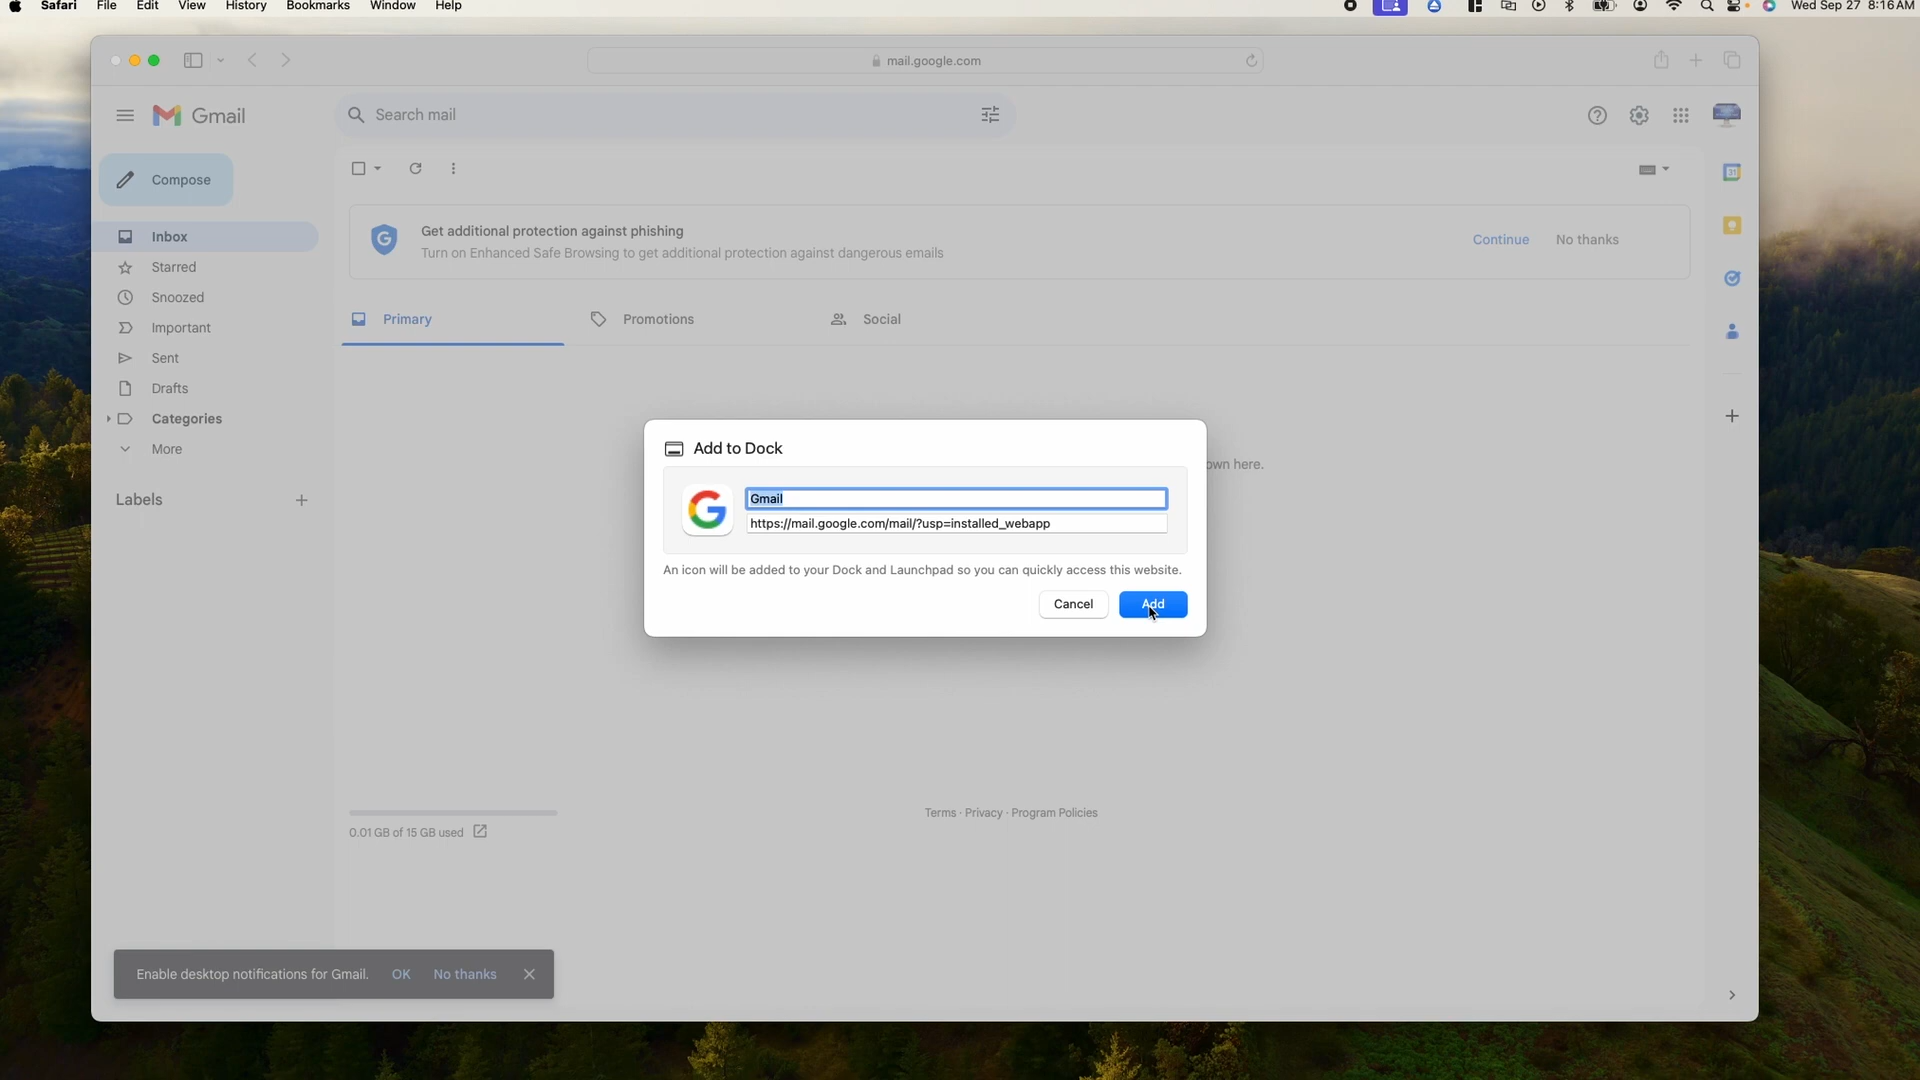 Safari File Edit View History Bookmarks Window Help Wed Sep 27 8:16 AM
mail.google.com
Gmail
Search mail
Compose
Get additional protection against phishing
Turn on Enhanced Safe Browsing to get additional protection against dangerous emails
Continue No thanks
Inbox
Starred
Snoozed
Important
Sent
Drafts
Categories
More
Labels
Primary Promotions Social
own here.
Add to Dock
Gmail
https://mail.google.com/mail/?usp=installed_webapp
An icon will be added to your Dock and Launchpad so you can quickly access this website.
Cancel Add
Terms · Privacy · Program Policies
0.01 GB of 15 GB used
Enable desktop notifications for Gmail. OK No thanks